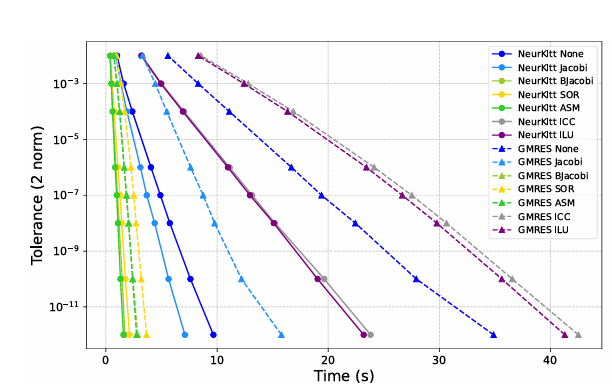 Tolerance (2 norm)
10⁻³
10⁻⁵
10⁻⁷
10⁻⁹
10⁻¹¹
0
10
20
30
40
Time (s)
NeurKItt None
NeurKItt Jacobi
NeurKItt BJacobi
NeurKItt SOR
NeurKItt ASM
NeurKItt ICC
NeurKItt ILU
GMRES None
GMRES Jacobi
GMRES BJacobi
GMRES SOR
GMRES ASM
GMRES ICC
GMRES ILU